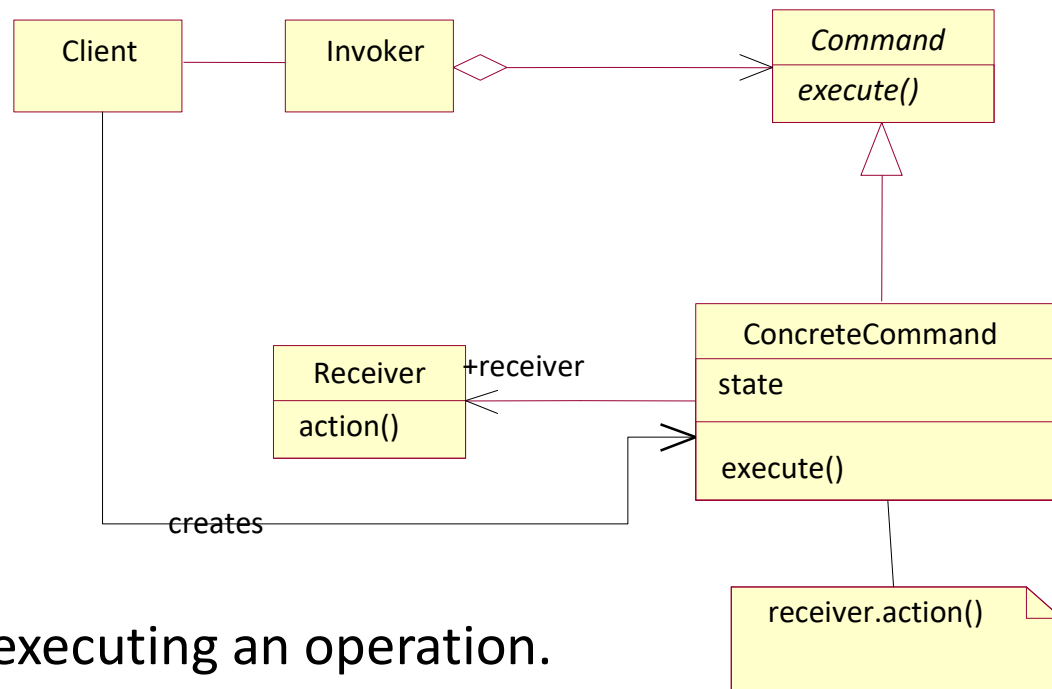 Client
Invoker
Command
execute()
ConcreteCommand
state
execute()
Receiver
action()
+receiver
creates
receiver.action()
executing an operation.